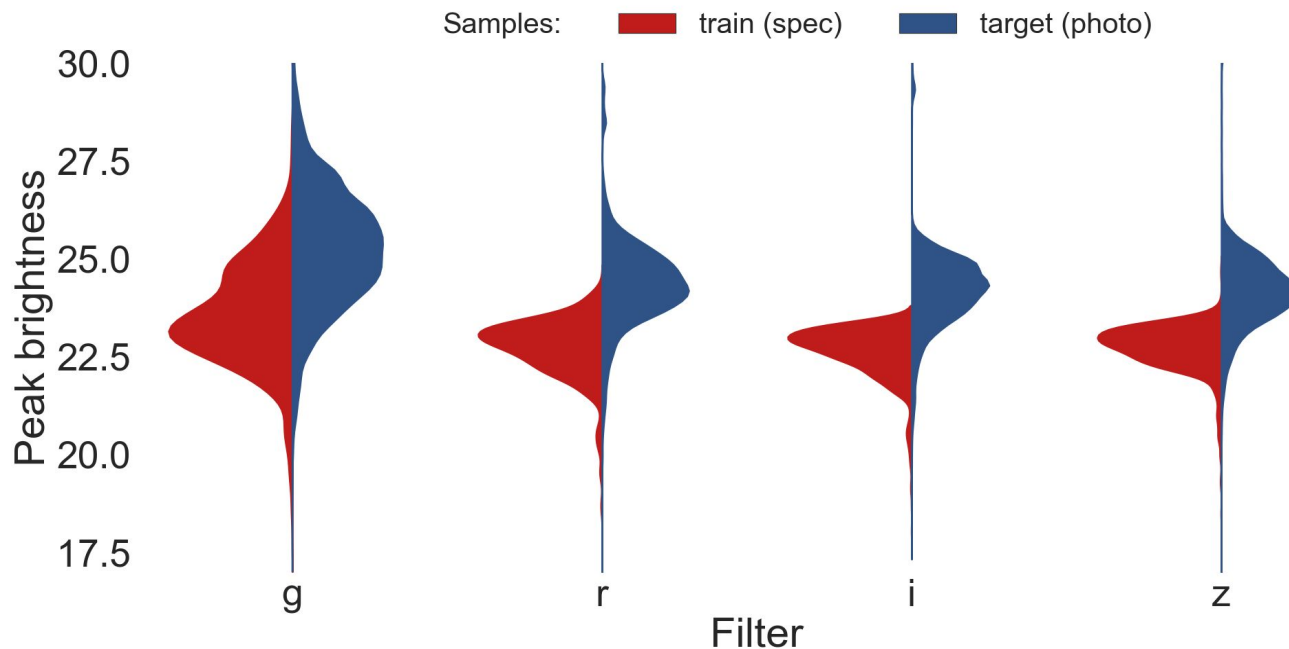 Samples: train (spec) target (photo)
30.0
27.5
25.0
22.5
20.0
17.5
Peak brightness
g r i z
Filter